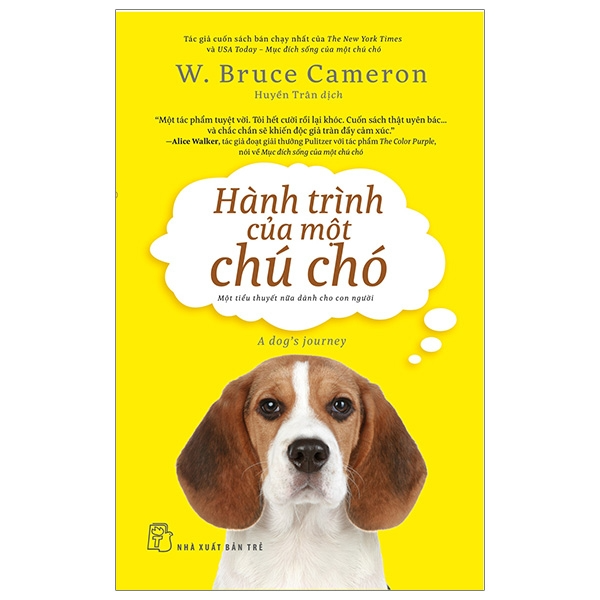 Tác giả cuốn sách bán chạy nhất của The New York Times
và USA Today – Mục đích sống của một chú chó
W. Bruce Cameron
Huyền Trân dịch
“Một tác phẩm tuyệt vời. Tôi hết cười rồi lại khóc. Cuốn sách thật uyên bác...
và chắc chắn sẽ khiến độc giả tràn đầy cảm xúc.”
—Alice Walker, tác giả đoạt giải thưởng Pulitzer với tác phẩm The Color Purple,
nói về Mục đích sống của một chú chó
Hành trình
của một
chú chó
Một tiểu thuyết nữa dành cho con người
A dog's journey
NHÀ XUẤT BẢN TRẺ